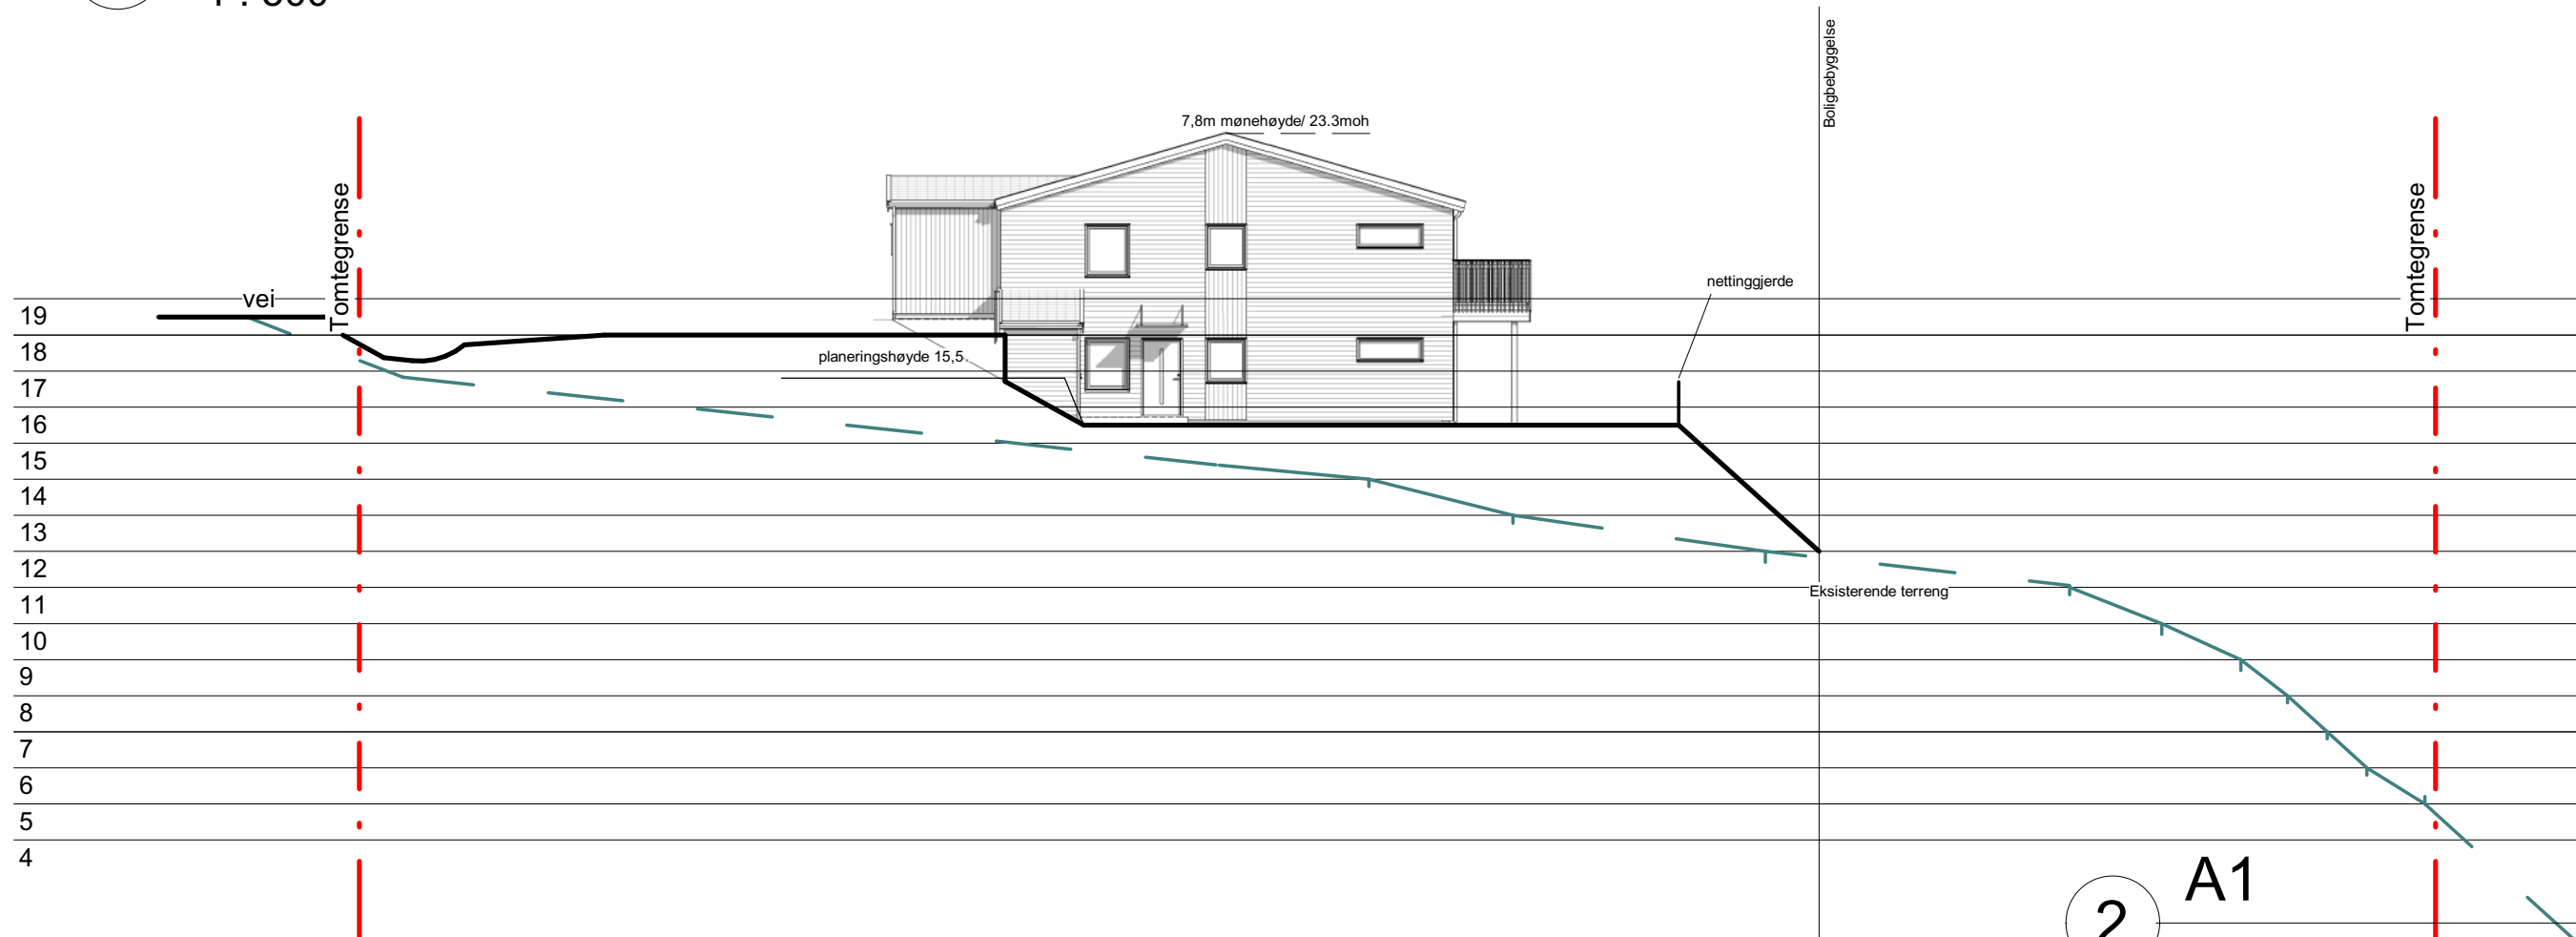 Boligbebyggelse
7,8m mønehøyde/ 23.3moh
Tomtegrense
Tomtegrense
nettinggjerde
vei
19
18
planeringshøyde 15,5
17
16
15
14
13
12
Eksisterende terreng
11
10
9
8
7
6
5
4
A1
2